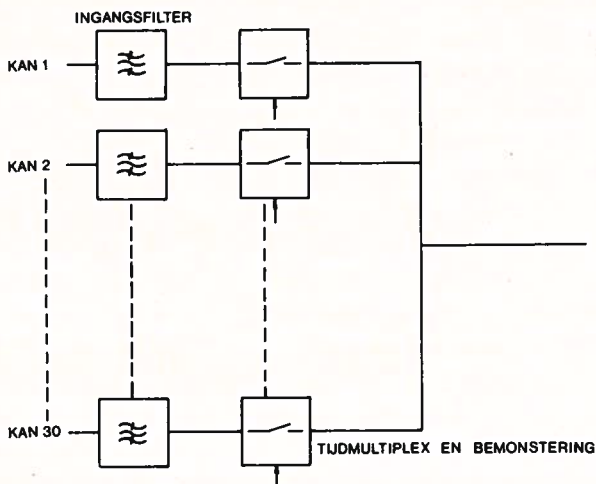 INGANGSFILTER
KAN 1
KAN 2
KAN 30
TIJDMULTIPLEX EN BEMONSTERING